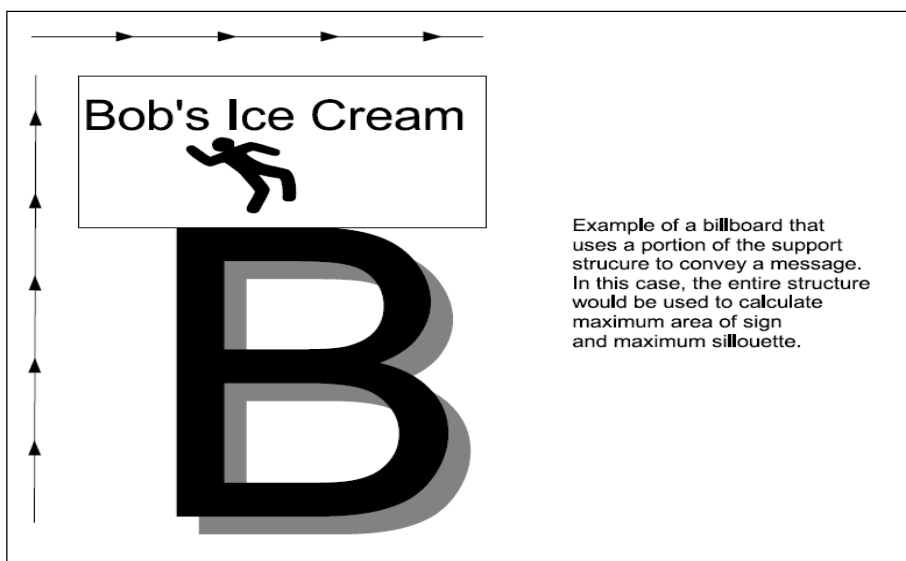 Bob's Ice Cream
B
Example of a billboard that
uses a portion of the support
strucure to convey a message.
In this case, the entire structure
would be used to calculate
maximum area of sign
and maximum sillouette.